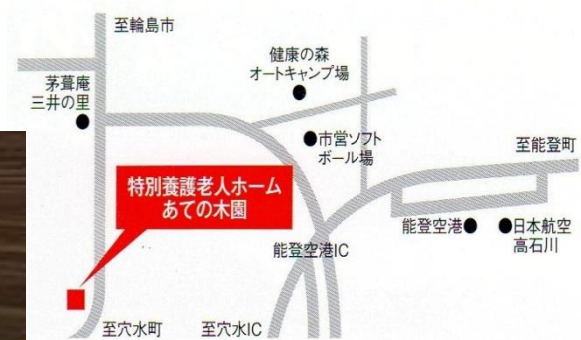 至輪島市
健康の森
オートキャンプ場
茅葺庵
三井の里
市営ソフト
ボール場
至能登町
特別養護老人ホーム
あての木園
能登空港
日本航空
高石川
能登空港IC
至穴水町
至穴水IC